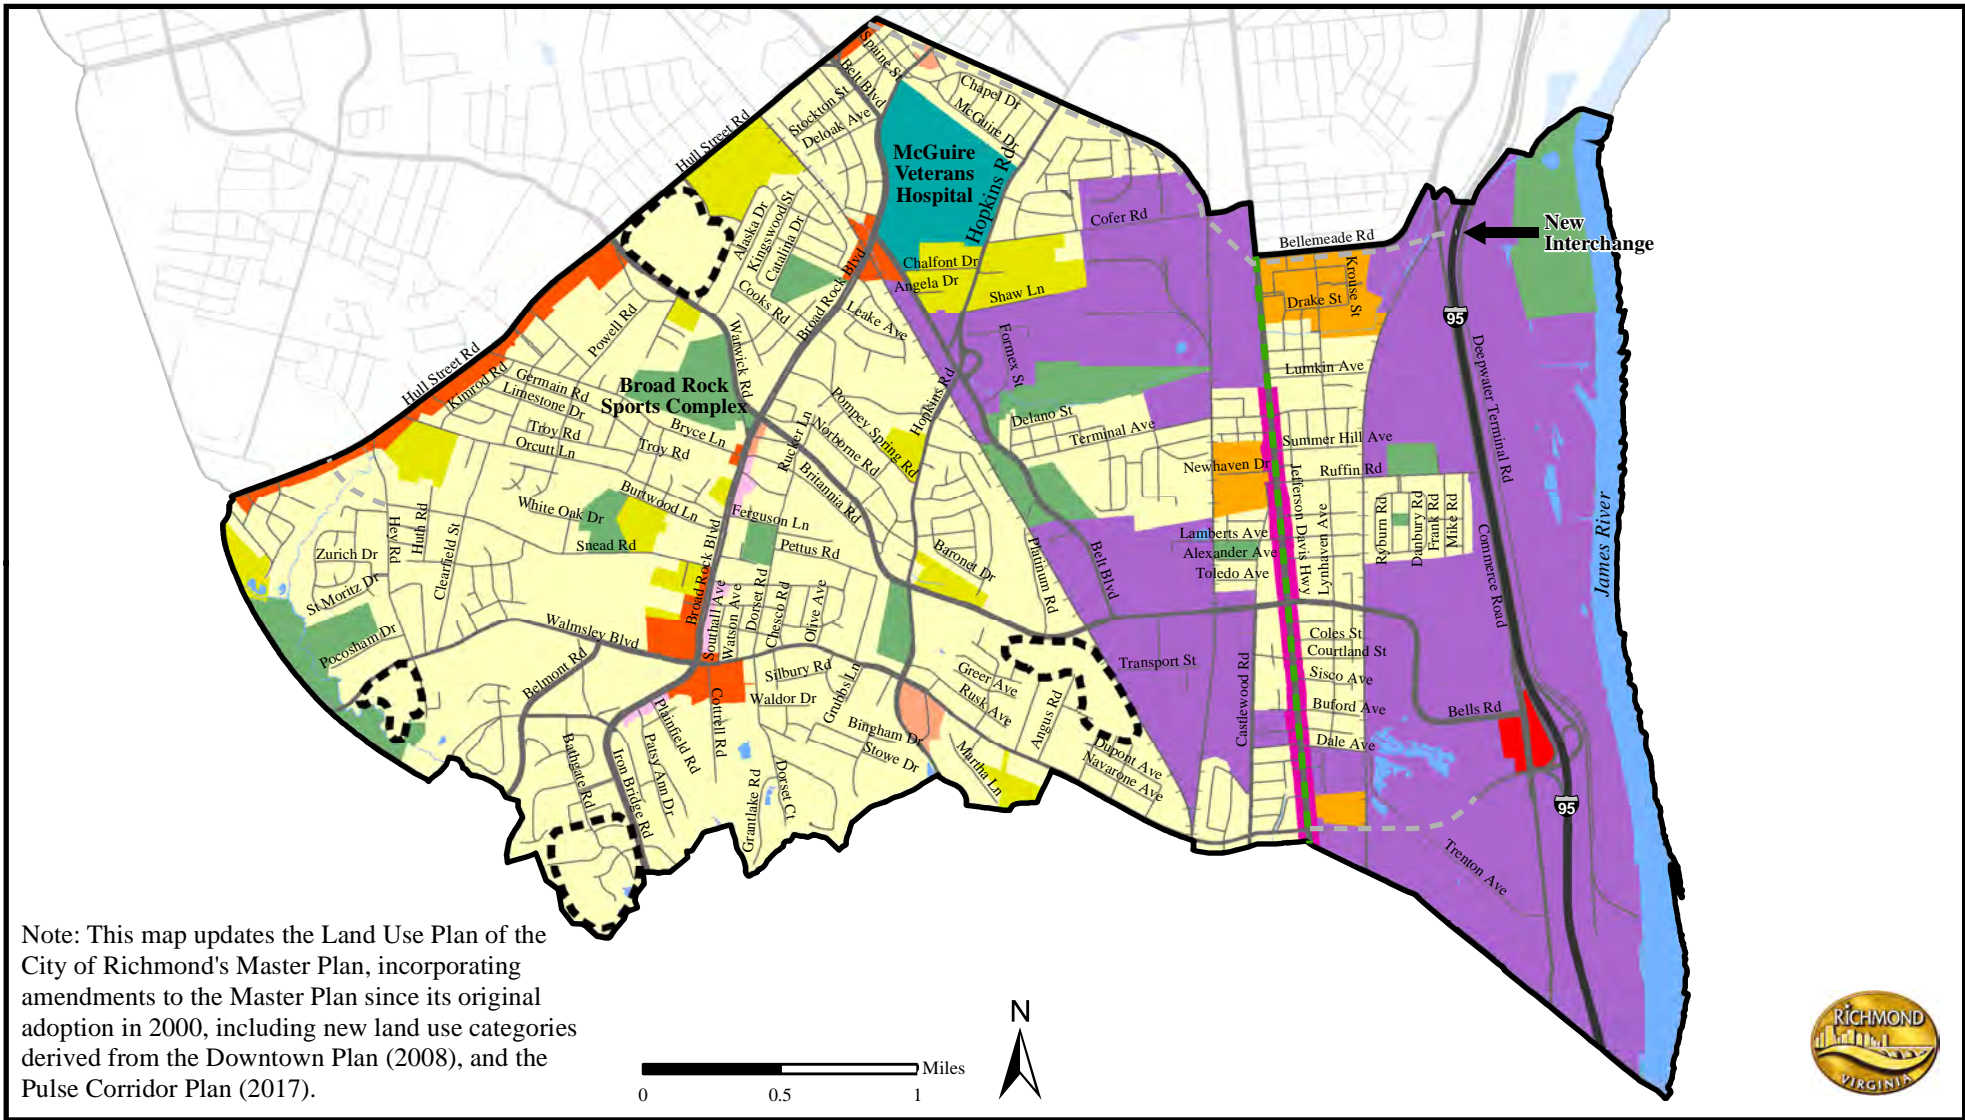 Spaine St
Belt Blvd
Chapel Dr
McGuire Dr
Stockton St
Deloak Ave
Hull Street Rd
McGuire
Veterans
Hospital
Hopkins Rd
Alaska Dr
Kingswood St
Catalina Dr
Cofer Rd
Bellemeade Rd
New
Interchange
Chalfont Dr
Angela Dr
Shaw Ln
Krouse St
Drake St
Cooks Rd
Broad Rock Blvd
Leake Ave
95
Powell Rd
Warwick Rd
Formex St
Deepwater Terminal Rd
Hull Street Rd
Kimrod Rd
Germain Rd
Limestone Dr
Broad Rock
Sports Complex
Lumkin Ave
Hopkins Rd
Pompey Spring Rd
Delano St
Terminal Ave
Troy Rd
Orcutt Ln
Bryce Ln
Troy Rd
Rucker Ln
Norborne Rd
Britannia Rd
Summer Hill Ave
Newhaven Dr
Ruffin Rd
Burtwood Ln
White Oak Dr
Ferguson Ln
Snead Rd
Pettus Rd
Hey Rd
Huth Rd
Clearfield St
Zurich Dr
St Moritz Dr
Baronet Dr
Platinum Rd
Belt Blvd
Lamberts Ave
Alexander Ave
Toledo Ave
Jefferson Davis Hwy
Lynhaven Ave
Ryburn Rd
Danbury Rd
Frank Rd
Mike Rd
Commerce Road
James River
Broad Rock Blvd
Southall Ave
Watson Ave
Dorset Rd
Chesco Rd
Olive Ave
Pocosham Dr
Walmsley Blvd
Belmont Rd
Coles St
Courtland St
Sisco Ave
Transport St
Castlewood Rd
Silbury Rd
Waldor Dr
Grubbs Ln
Greer Ave
Rusk Ave
Angus Rd
Buford Ave
Bells Rd
Dale Ave
Plainfield Rd
Cottrell Rd
Bingham Dr
Stowe Dr
Martha Ln
Dupont Ave
Navarone Ave
Bathgate Rd
Iron Bridge Rd
Patsy Ann Dr
Grantlake Rd
Dorset Ct
95
Trenton Ave
Note: This map updates the Land Use Plan of the
City of Richmond's Master Plan, incorporating
amendments to the Master Plan since its original
adoption in 2000, including new land use categories
derived from the Downtown Plan (2008), and the
Pulse Corridor Plan (2017).
N
Miles
0 0.5 1
RICHMOND
VIRGINIA